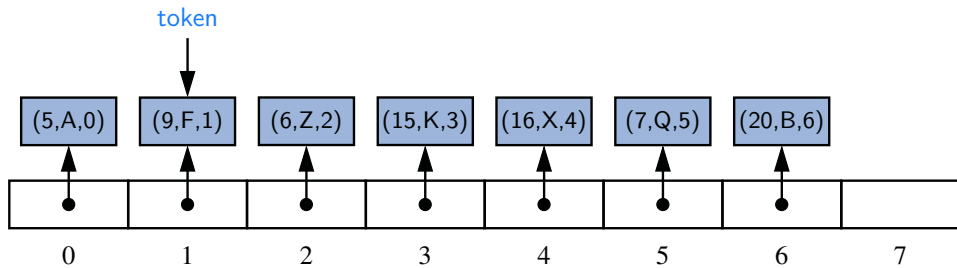 token
(5,A,0) (9,F,1) (6,Z,2) (15,K,3) (16,X,4) (7,Q,5) (20,B,6)
0 1 2 3 4 5 6 7